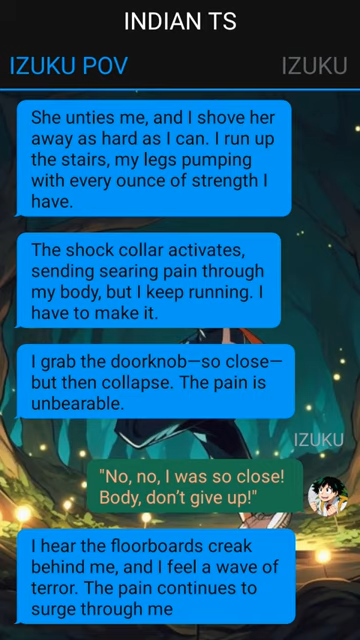 INDIAN TS
IZUKU POV
IZUKU
She unties me, and I shove her
away as hard as I can. I run up
the stairs, my legs pumping
with every ounce of strength I
have.
The shock collar activates,
sending searing pain through
my body, but I keep running. I
have to make it.
I grab the doorknob—so close—
but then collapse. The pain is
unbearable.
IZUKU
"No, no, I was so close!
Body, don't give up!"
I hear the floorboards creak
behind me, and I feel a wave of
terror. The pain continues to
surge through me